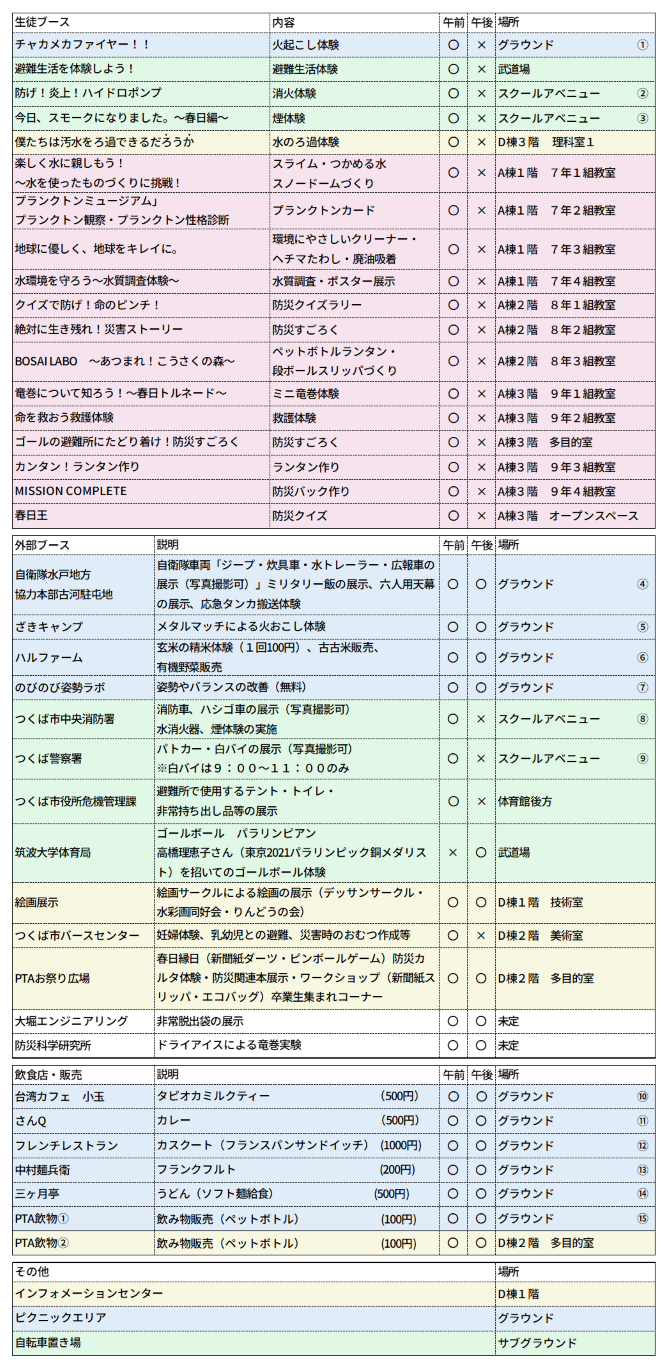 生徒ブース 内容 午前 午後 場所
チャカメカファイヤー！！ 火起こし体験 〇 × グラウンド ①
避難生活を体験しよう！ 避難生活体験 〇 × 武道場
防げ！炎上！ハイドロポンプ 消火体験 〇 × スクールアベニュー ②
今日、スモークになりました。～春日編～ 煙体験 〇 × スクールアベニュー ③
僕たちは汚水をろ過できるだろうか 水のろ過体験 〇 × D棟３階 理科室１
楽しく水に親しもう！
～水を使ったものづくりに挑戦！ スライム・つかめる水
スノードームづくり 〇 × A棟１階 ７年１組教室
プランクトンミュージアム」
プランクトン観察・プランクトン性格診断 プランクトンカード 〇 × A棟１階 ７年２組教室
地球に優しく、地球をキレイに。 環境にやさしいクリーナー・
ヘチマたわし・廃油吸着 〇 × A棟１階 ７年３組教室
水環境を守ろう～水質調査体験～ 水質調査・ポスター展示 〇 × A棟１階 ７年４組教室
クイズで防げ！命のピンチ！ 防災クイズラリー 〇 × A棟２階 ８年１組教室
絶対に生き残れ！災害ストーリー 防災すごろく 〇 × A棟２階 ８年２組教室
BOSAI LABO ～あつまれ！こうさくの森～ ペットボトルランタン・
段ボールスリッパづくり 〇 × A棟２階 ８年３組教室
竜巻について知ろう！～春日トルネード～ ミニ竜巻体験 〇 × A棟３階 ９年１組教室
命を救おう救護体験 救護体験 〇 × A棟３階 ９年２組教室
ゴールの避難所にたどり着け！防災すごろく 防災すごろく 〇 × A棟３階 多目的室
カンタン！ランタン作り ランタン作り 〇 × A棟３階 ９年３組教室
MISSION COMPLETE 防災バック作り 〇 × A棟３階 ９年４組教室
春日王 防災クイズ 〇 × A棟３階 オープンスペース
外部ブース 説明 午前 午後 場所
自衛隊水戸地方
協力本部古河駐屯地 自衛隊車両「ジープ・炊具車・水トレーラー・広報車の
展示（写真撮影可）」ミリタリー飯の展示、六人用天幕
の展示、応急タンカ搬送体験 〇 〇 グラウンド ④
ざきキャンプ メタルマッチによる火おこし体験 〇 〇 グラウンド ⑤
ハルファーム 玄米の精米体験（１回100円）、古古米販売、
有機野菜販売 〇 〇 グラウンド ⑥
のびのび姿勢ラボ 姿勢やバランスの改善（無料） 〇 〇 グラウンド ⑦
つくば市中央消防署 消防車、ハシゴ車の展示（写真撮影可）
水消火器、煙体験の実施 〇 × スクールアベニュー ⑧
つくば警察署 パトカー・白バイの展示（写真撮影可）
※白バイは９：００～１１：００のみ 〇 × スクールアベニュー ⑨
つくば市役所危機管理課 避難所で使用するテント・トイレ・
非常持ち出し品等の展示 〇 × 体育館後方
筑波大学体育局 ゴールボール パラリンピアン
高橋理恵子さん（東京2021パラリンピック銅メダリス
ト）を招いてのゴールボール体験 × 〇 武道場
絵画展示 絵画サークルによる絵画の展示（デッサンサークル・
水彩画同好会・りんどうの会） 〇 〇 D棟１階 技術室
つくば市バースセンター 妊婦体験、乳幼児との避難、災害時のおむつ作成等 〇 × D棟２階 美術室
PTAお祭り広場 春日縁日（新聞紙ダーツ・ピンボールゲーム）防災カ
ルタ体験・防災関連本展示・ワークショップ（新聞紙ス
リッパ・エコバッグ）卒業生集まれコーナー 〇 〇 D棟２階 多目的室
大堀エンジニアリング 非常脱出袋の展示 〇 〇 未定
防災科学研究所 ドライアイスによる竜巻実験 〇 〇 未定
飲食店・販売 説明 午前 午後 場所
台湾カフェ 小玉 タピオカミルクティー （500円） 〇 〇 グラウンド ⑩
さんQ カレー （500円） 〇 〇 グラウンド ⑪
フレンチレストラン カスクート（フランスパンサンドイッチ） (1000円) 〇 〇 グラウンド ⑫
中村麺兵衛 フランクフルト (200円) 〇 〇 グラウンド ⑬
三ヶ月亭 うどん（ソフト麺給食） (500円) 〇 〇 グラウンド ⑭
PTA飲物① 飲み物販売（ペットボトル） (100円) 〇 〇 グラウンド ⑮
PTA飲物② 飲み物販売（ペットボトル） (100円) 〇 〇 D棟２階 多目的室
その他 場所
インフォメーションセンター D棟１階
ピクニックエリア グラウンド
自転車置き場 サブグラウンド